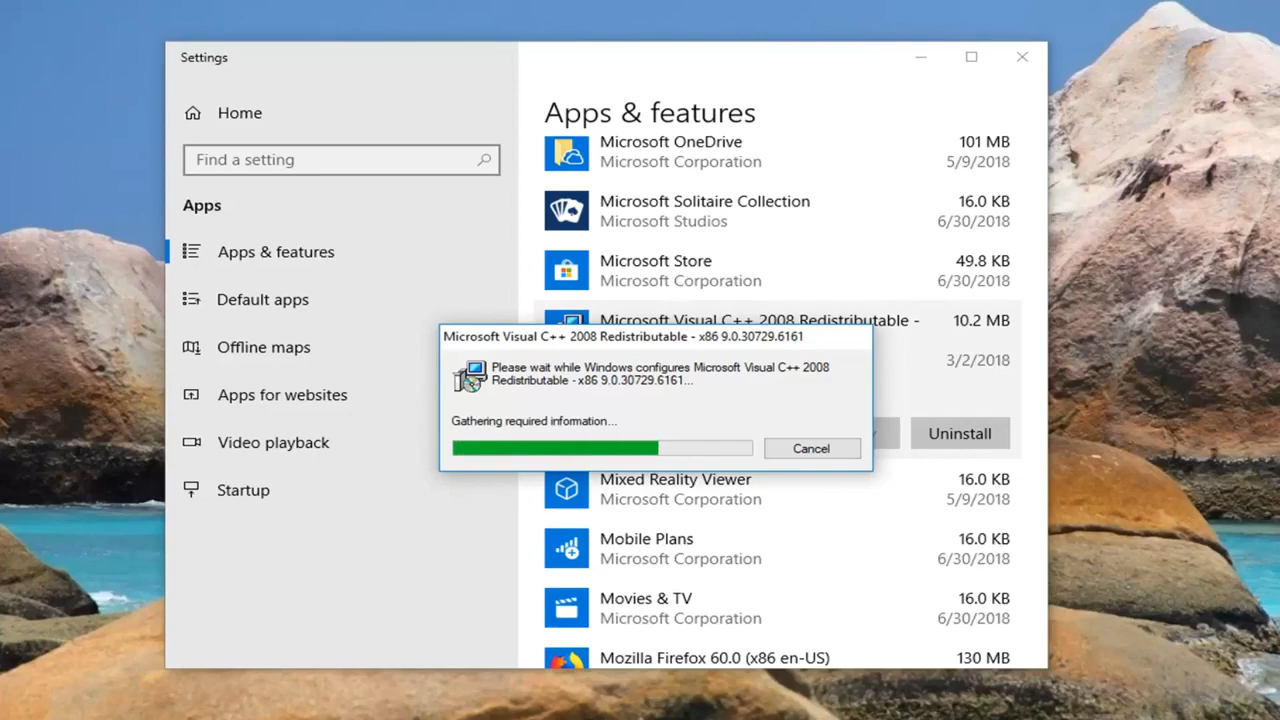 Settings
Home
Find a setting
Apps
Apps & features
Default apps
Offline maps
Apps for websites
Video playback
Startup
Apps & features
Microsoft OneDrive 101 MB
Microsoft Corporation 5/9/2018
Microsoft Solitaire Collection 16.0 KB
Microsoft Studios 6/30/2018
Microsoft Store 49.8 KB
Microsoft Corporation 6/30/2018
Microsoft Visual C++ 2008 Redistributable - 10.2 MB
3/2/2018
Uninstall
Microsoft Visual C++ 2008 Redistributable - x86 9.0.30729.6161
Please wait while Windows configures Microsoft Visual C++ 2008
Redistributable - x86 9.0.30729.6161...
Gathering required information...
Cancel
Mixed Reality Viewer 16.0 KB
Microsoft Corporation 5/9/2018
Mobile Plans 16.0 KB
Microsoft Corporation 6/30/2018
Movies & TV 16.0 KB
Microsoft Corporation 6/30/2018
Mozilla Firefox 60.0 (x86 en-US) 130 MB